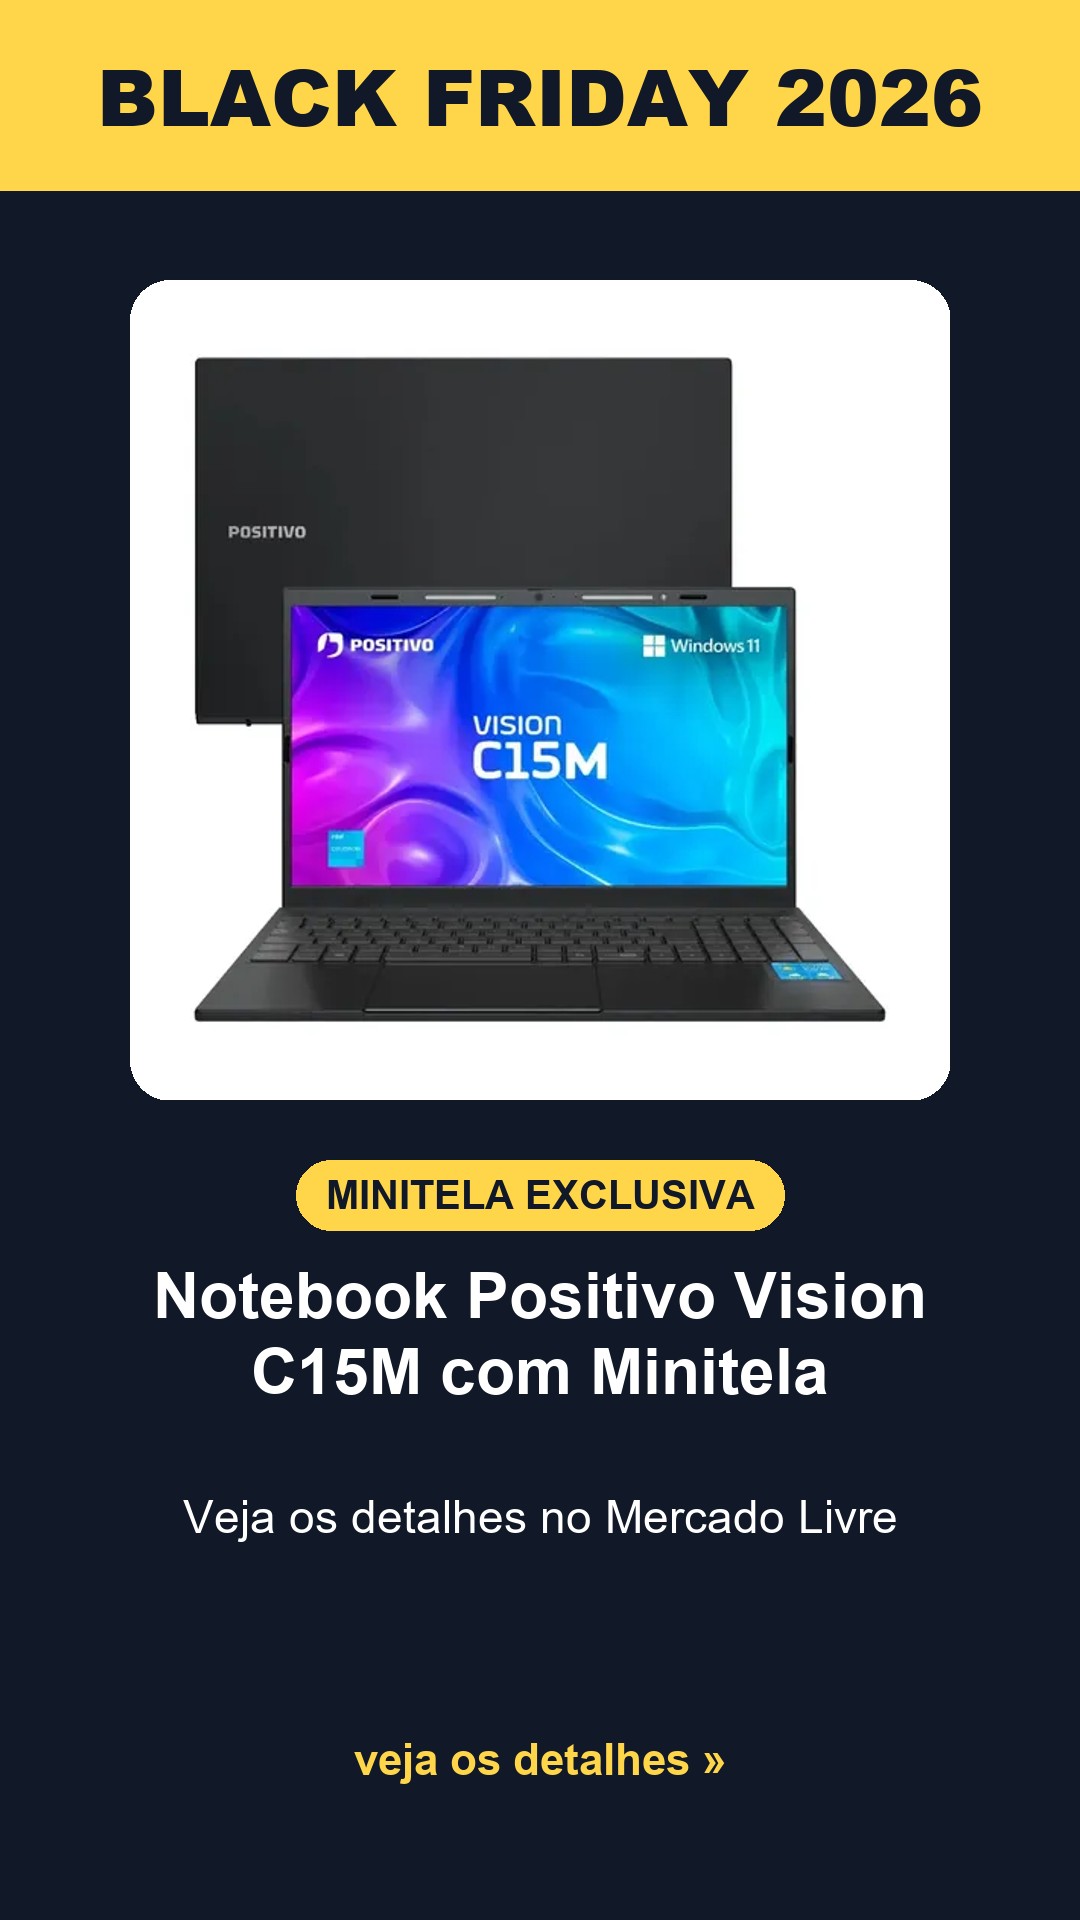 BLACK FRIDAY 2026
POSITIVO
POSITIVO
Windows 11
VISION
C15M
MINITELA EXCLUSIVA
Notebook Positivo Vision
C15M com Minitela
Veja os detalhes no Mercado Livre
veja os detalhes »